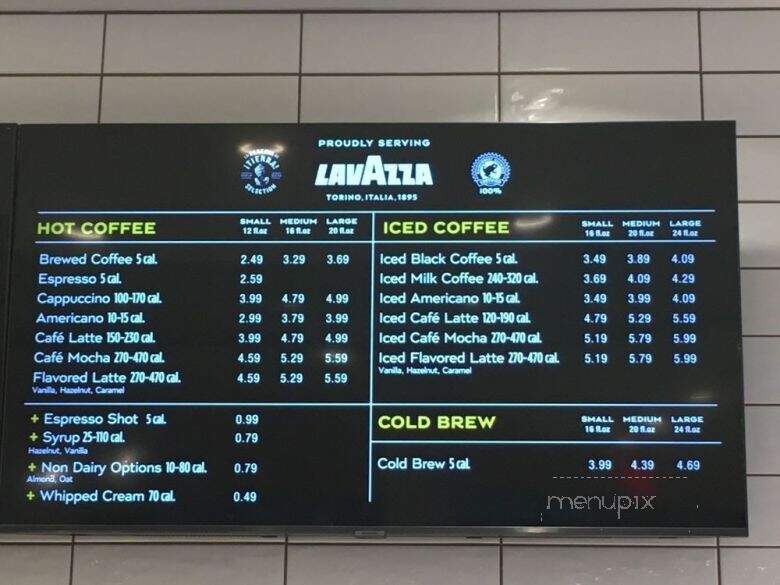 PROUDLY SERVING
¡TIERRA!
SELECTION
LAVAZZA
TORINO, ITALIA, 1895
100%
HOT COFFEE SMALL MEDIUM LARGE
12 fl.oz 16 fl.oz 20 fl.oz
Brewed Coffee 5 cal. 2.49 3.29 3.69
Espresso 5 cal. 2.59
Cappuccino 100-170 cal. 3.99 4.79 4.99
Americano 10-15 cal. 2.99 3.79 3.99
Café Latte 150-230 cal. 3.99 4.79 4.99
Café Mocha 270-470 cal. 4.59 5.29 5.59
Flavored Latte 270-470 cal. 4.59 5.29 5.59
Vanilla, Hazelnut, Caramel
+ Espresso Shot 5 cal. 0.99
+ Syrup 25-110 cal. 0.79
Hazelnut, Vanilla
+ Non Dairy Options 10-80 cal. 0.79
Almond, Oat
+ Whipped Cream 70 cal. 0.49
ICED COFFEE SMALL MEDIUM LARGE
16 fl.oz 20 fl.oz 24 fl.oz
Iced Black Coffee 5 cal. 3.49 3.89 4.09
Iced Milk Coffee 240-320 cal. 3.69 4.09 4.29
Iced Americano 10-15 cal. 3.49 3.99 4.09
Iced Café Latte 120-190 cal. 4.79 5.29 5.59
Iced Café Mocha 270-470 cal. 5.19 5.79 5.99
Iced Flavored Latte 270-470 cal. 5.19 5.79 5.99
Vanilla, Hazelnut, Caramel
COLD BREW SMALL MEDIUM LARGE
16 fl.oz 20 fl.oz 24 fl.oz
Cold Brew 5 cal. 3.99 4.39 4.69
menupix